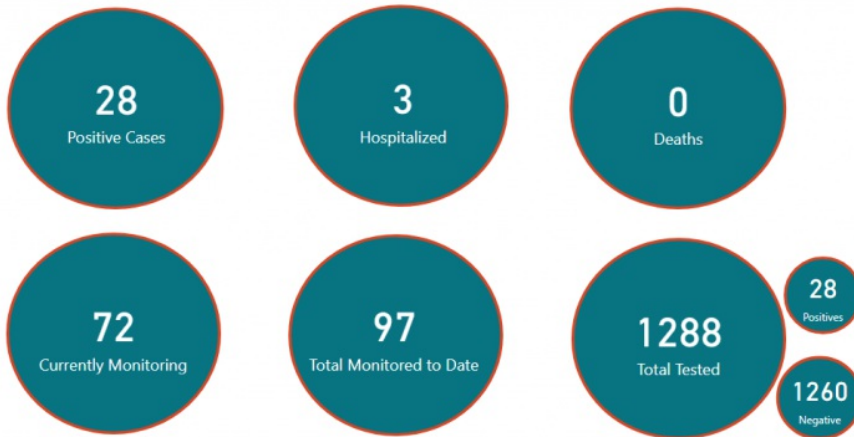 28
Positive Cases
3
Hospitalized
0
Deaths
72
Currently Monitoring
97
Total Monitored to Date
1288
Total Tested
28
Positives
1260
Negative